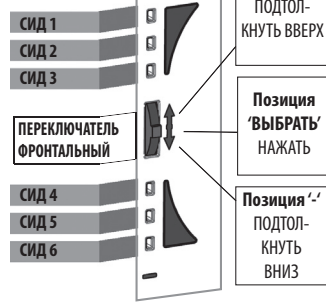 СИД 1
СИД 2
СИД 3
ПЕРЕКЛЮЧАТЕЛЬ
ФРОНТАЛЬНЫЙ
СИД 4
СИД 5
СИД 6
ПОДТОЛ-
КНУТЬ ВВЕРХ
Позиция
‘ВЫБРАТЬ’
НАЖАТЬ
Позиция ‘-‘
ПОДТОЛ-
КНУТЬ
ВНИЗ